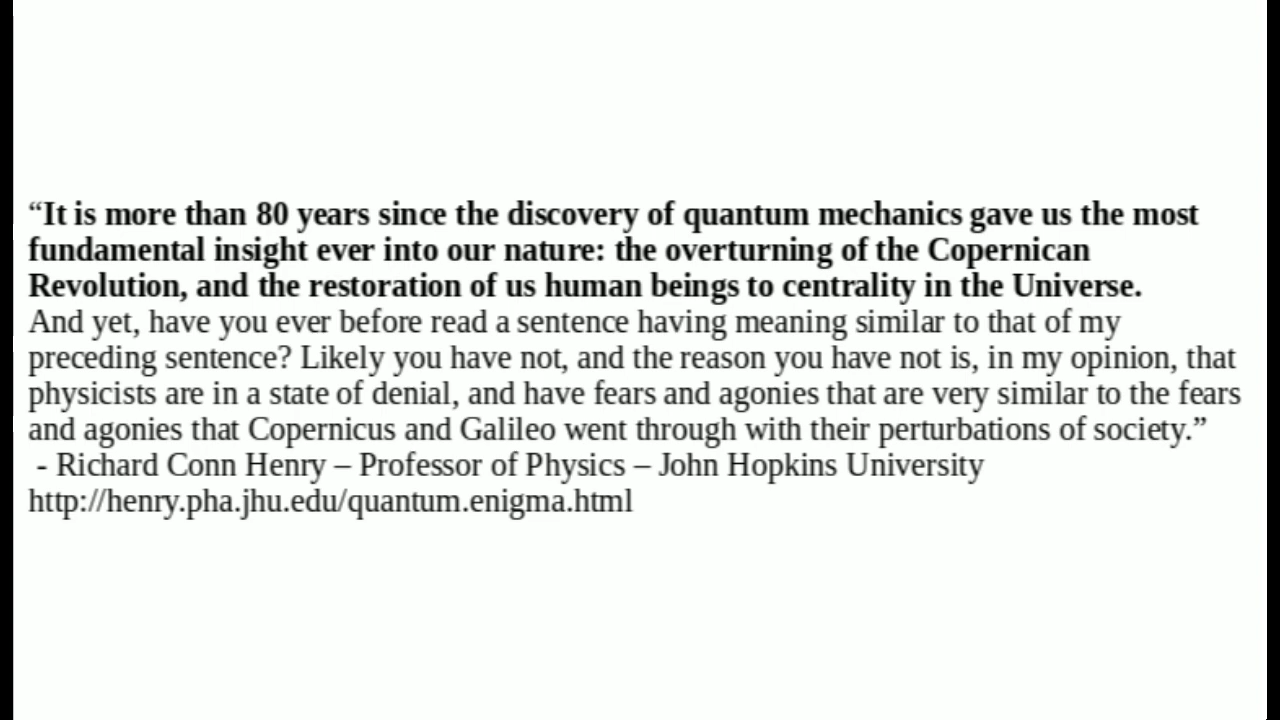 “It is more than 80 years since the discovery of quantum mechanics gave us the most
fundamental insight ever into our nature: the overturning of the Copernican
Revolution, and the restoration of us human beings to centrality in the Universe.
And yet, have you ever before read a sentence having meaning similar to that of my
preceding sentence? Likely you have not, and the reason you have not is, in my opinion, that
physicists are in a state of denial, and have fears and agonies that are very similar to the fears
and agonies that Copernicus and Galileo went through with their perturbations of society.”
- Richard Conn Henry – Professor of Physics – John Hopkins University
http://henry.pha.jhu.edu/quantum.enigma.html